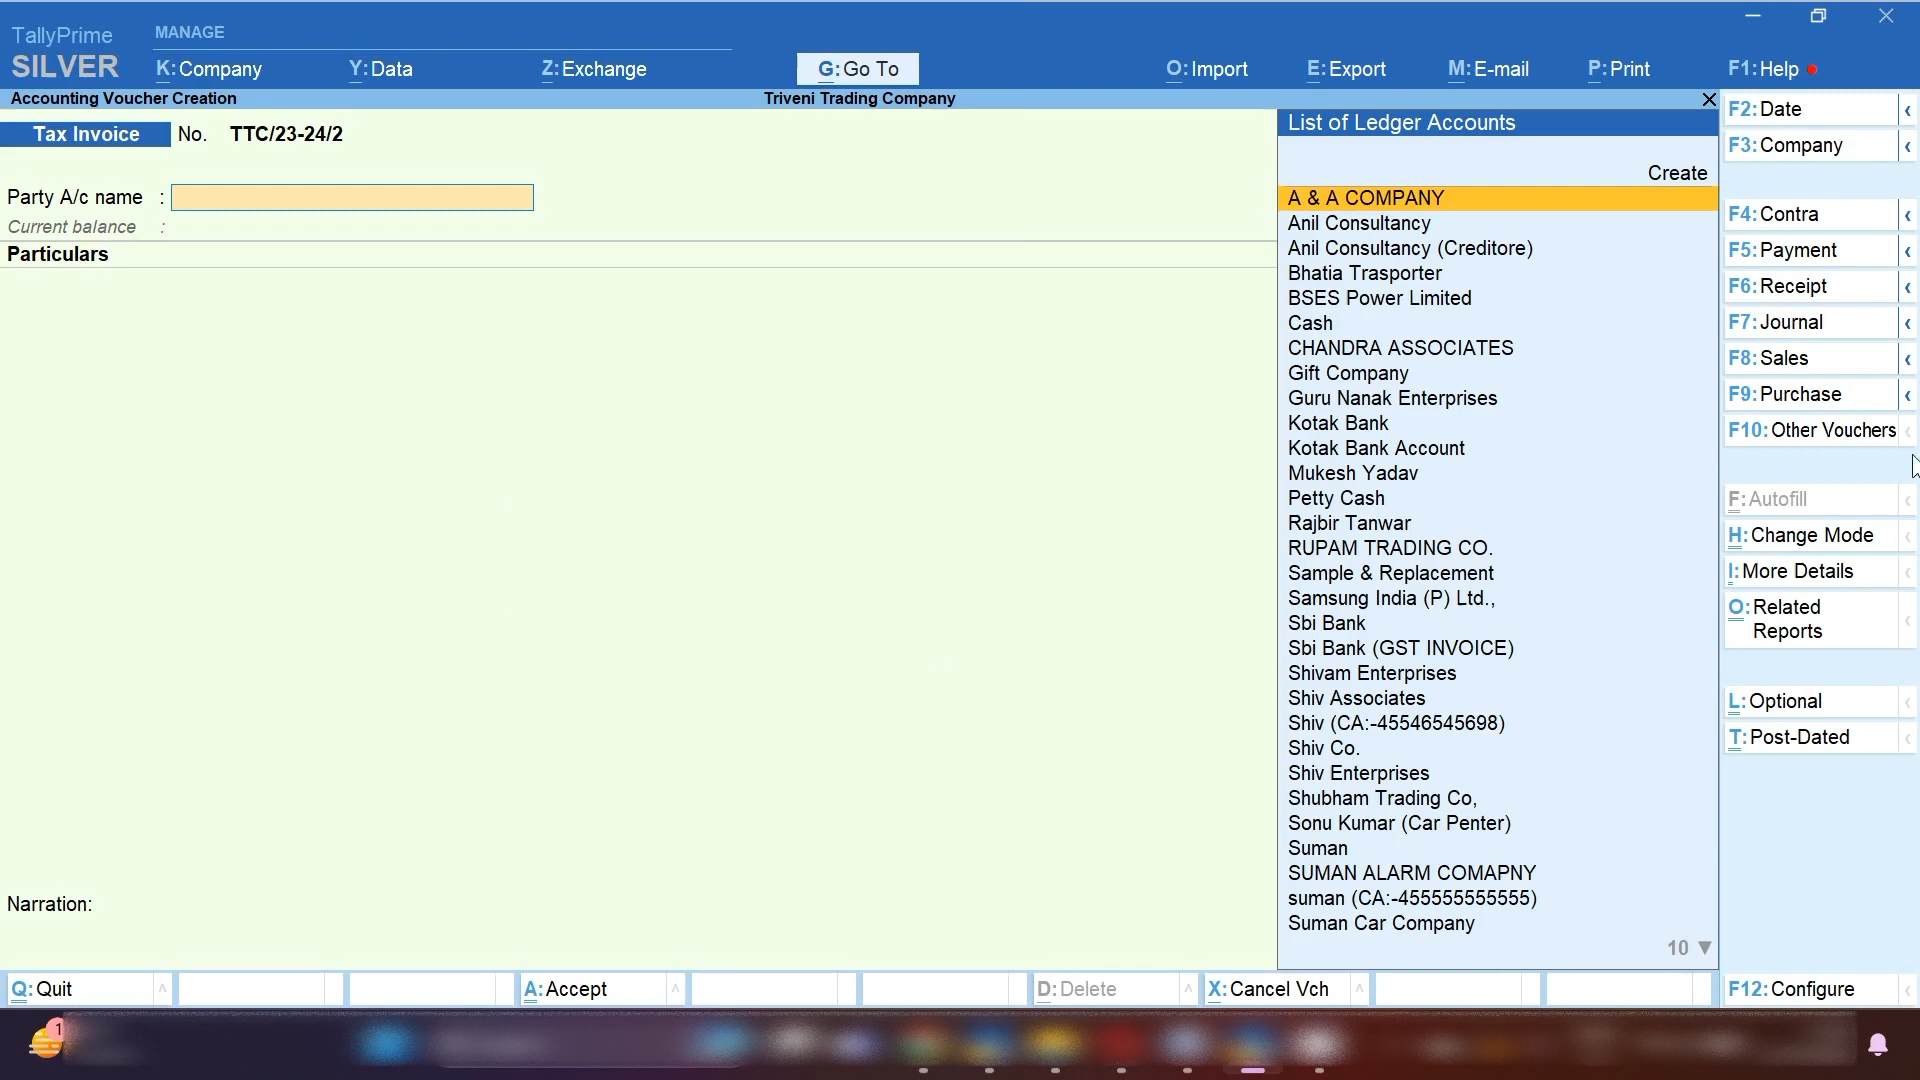 TallyPrime
SILVER
MANAGE
K: Company
Y: Data
Z: Exchange
G: Go To
O: Import
E: Export
M: E-mail
P: Print
F1: Help
Accounting Voucher Creation
Triveni Trading Company
Tax Invoice No. TTC/23-24/2
Party A/c name :
Current balance :
Particulars
Narration:
List of Ledger Accounts
Create
A & A COMPANY
Anil Consultancy
Anil Consultancy (Creditore)
Bhatia Trasporter
BSES Power Limited
Cash
CHANDRA ASSOCIATES
Gift Company
Guru Nanak Enterprises
Kotak Bank
Kotak Bank Account
Mukesh Yadav
Petty Cash
Rajbir Tanwar
RUPAM TRADING CO.
Sample & Replacement
Samsung India (P) Ltd.,
Sbi Bank
Sbi Bank (GST INVOICE)
Shivam Enterprises
Shiv Associates
Shiv (CA:-45546545698)
Shiv Co.
Shiv Enterprises
Shubham Trading Co,
Sonu Kumar (Car Penter)
Suman
SUMAN ALARM COMAPNY
suman (CA:-455555555555)
Suman Car Company
10 ▼
F2: Date
F3: Company
F4: Contra
F5: Payment
F6: Receipt
F7: Journal
F8: Sales
F9: Purchase
F10: Other Vouchers
F: Autofill
H: Change Mode
I: More Details
O: Related
Reports
L: Optional
T: Post-Dated
Q: Quit
A: Accept
D: Delete
X: Cancel Vch
F12: Configure
1